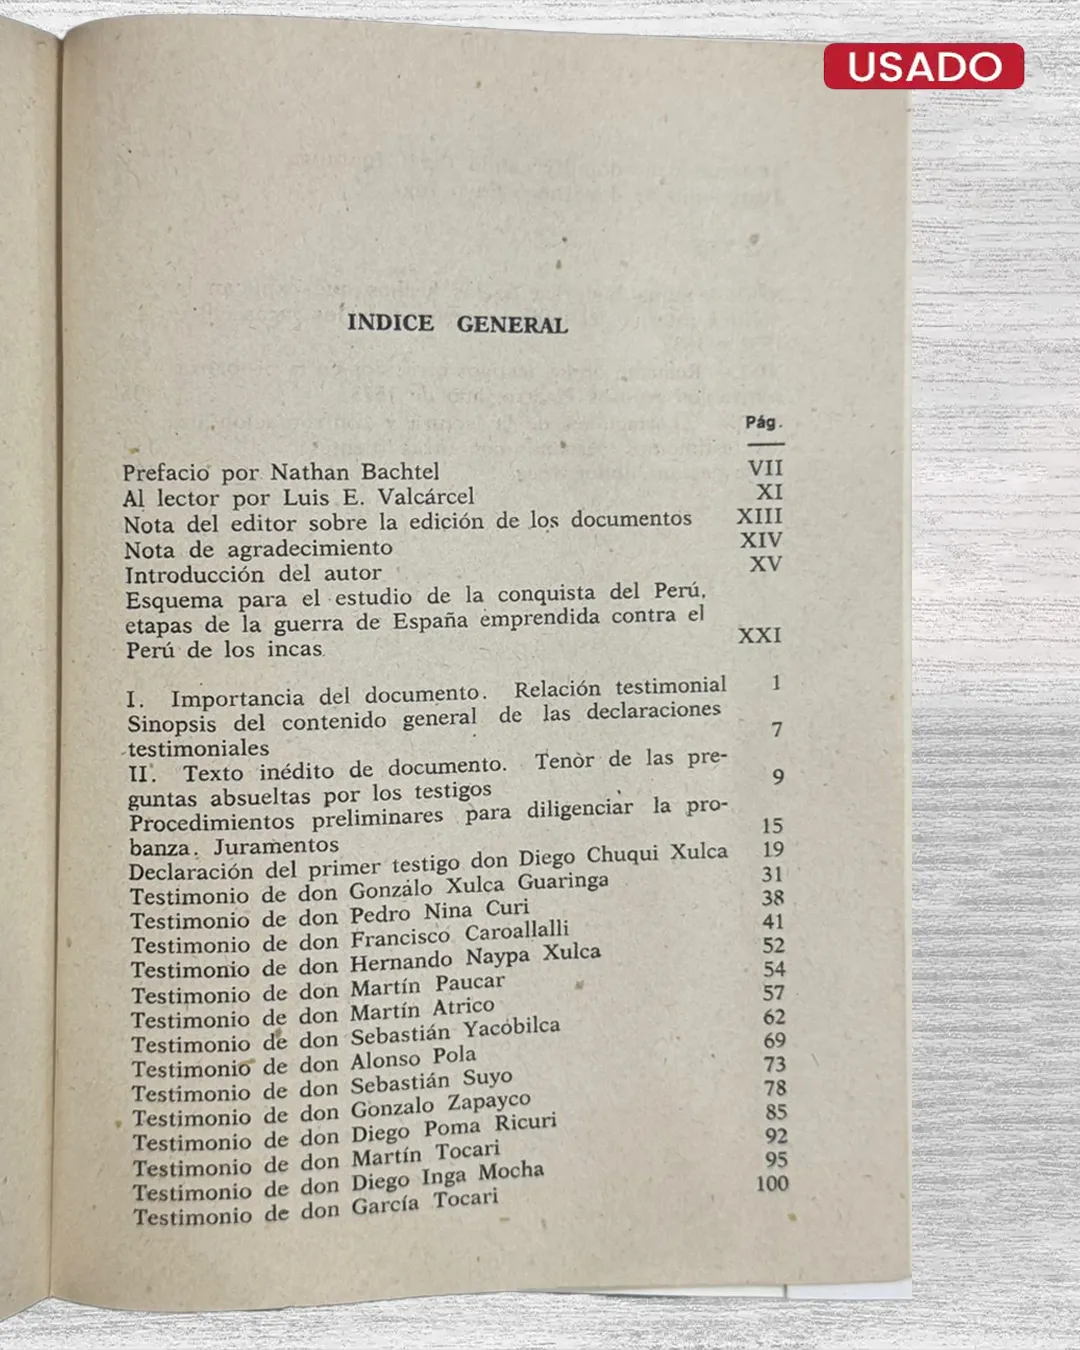 USADO
INDICE GENERAL
Pág.
Prefacio por Nathan Bachtel VII
Al lector por Luis E. Valcárcel XI
Nota del editor sobre la edición de los documentos XIII
Nota de agradecimiento XIV
Introducción del autor XV
Esquema para el estudio de la conquista del Perú,
etapas de la guerra de España emprendida contra el
Perú de los incas XXI
I. Importancia del documento. Relación testimonial 1
Sinopsis del contenido general de las declaraciones
testimoniales 7
II. Texto inédito de documento. Tenor de las pre-
guntas absueltas por los testigos 9
Procedimientos preliminares para diligenciar la pro-
banza. Juramentos 15
Declaración del primer testigo don Diego Chuqui Xulca 19
Testimonio de don Gonzálo Xulca Guaringa 31
Testimonio de don Pedro Nina Curi 38
Testimonio de don Francisco Caroallalli 41
Testimonio de don Hernando Naypa Xulca 52
Testimonio de don Martín Paucar 54
Testimonio de don Martín Atrico 57
Testimonio de don Sebastián Yacobilca 62
Testimonio de don Alonso Pola 69
Testimonio de don Sebastián Suyo 73
Testimonio de don Gonzalo Zapayco 78
Testimonio de don Diego Poma Ricuri 85
Testimonio de don Martín Tocari 92
Testimonio de don Diego Inga Mocha 95
Testimonio de don García Tocari 100